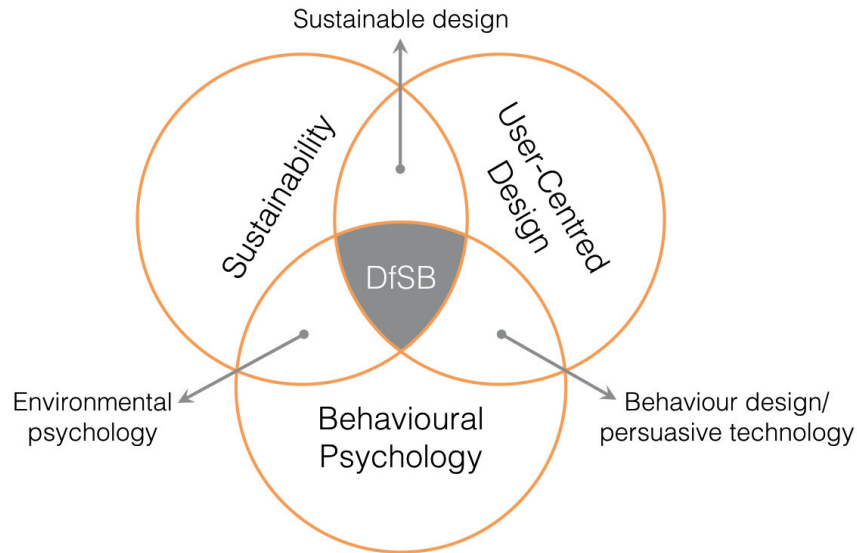 Sustainable design
Sustainability
User-Centred
Design
DfSB
Environmental
psychology
Behavioural
Psychology
Behaviour design/
persuasive technology